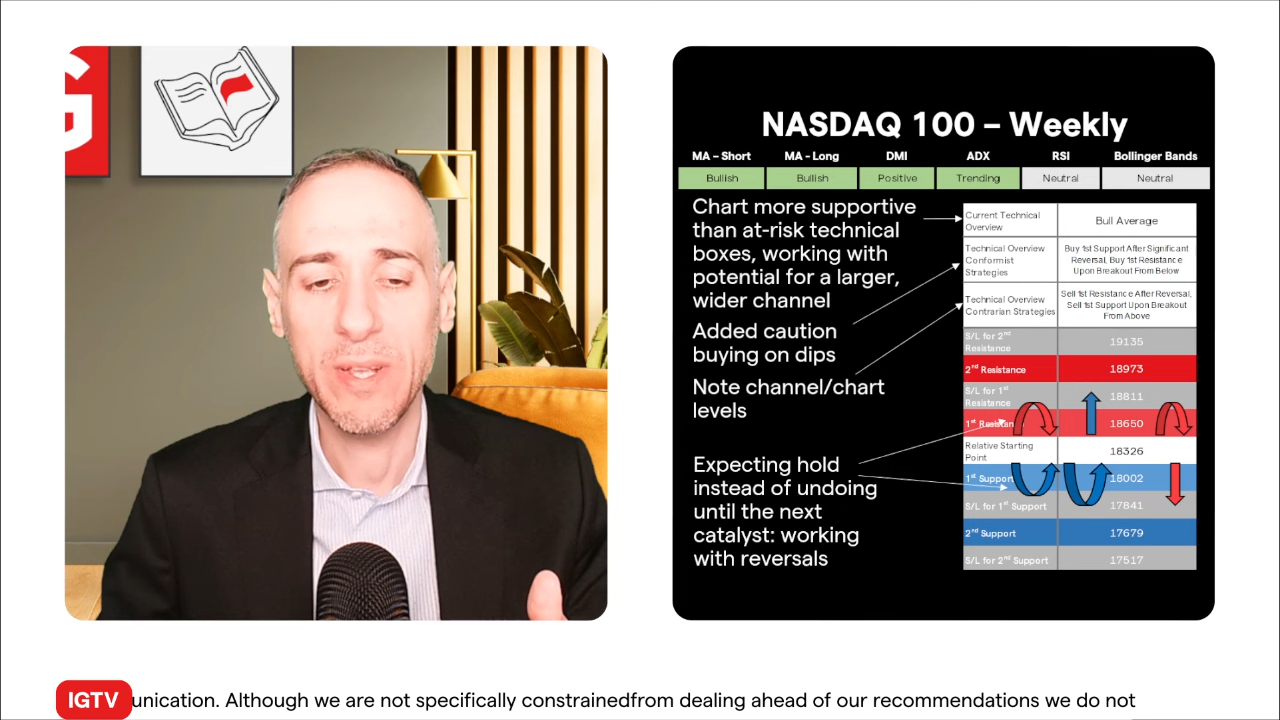 G
NASDAQ 100 – Weekly
MA – Short MA - Long DMI ADX RSI Bollinger Bands
Bullish Bullish Positive Trending Neutral Neutral
Chart more supportive
than at-risk technical
boxes, working with
potential for a larger,
wider channel
Added caution
buying on dips
Note channel/chart
levels
Expecting hold
instead of undoing
until the next
catalyst: working
with reversals
Current Technical
Overview
Bull Average
Technical Overview
Conformist
Strategies
Buy 1st Support After Significant
Reversal, Buy 1st Resistance
Upon Breakout From Below
Technical Overview
Contrarian Strategies
Sell 1st Resistance After Reversal,
Sell 1st Support Upon Breakout
From Above
S/L for 2nd
Resistance
19135
2nd Resistance
18973
S/L for 1st
Resistance
18811
1st
18650
Relative Starting
Point
18326
1st Support
18002
S/L for 1st Support
17841
2nd Support
17679
S/L for 2nd Support
17517
IGTV
unication. Although we are not specifically constrainedfrom dealing ahead of our recommendations we do not